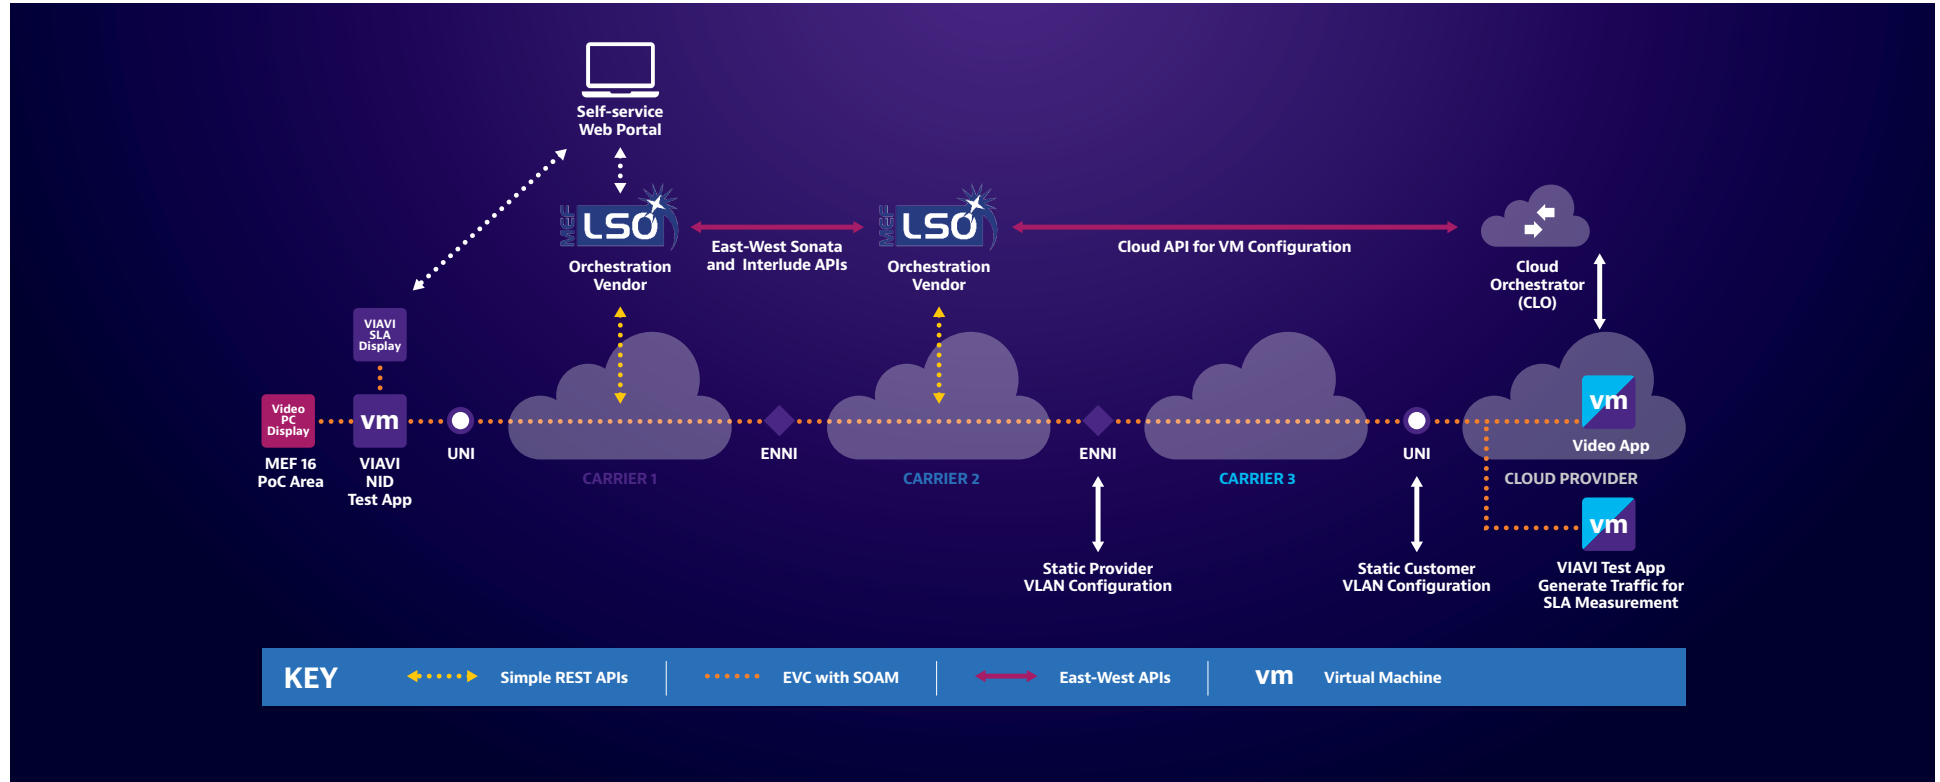 Self-service
Web Portal
MEF LSO
Orchestration
Vendor
East-West Sonata
and Interlude APIs
MEF LSO
Orchestration
Vendor
Cloud API for VM Configuration
Cloud
Orchestrator
(CLO)
VIAVI
SLA
Display
Video
PC
Display
MEF 16
PoC Area
vm
VIAVI
NID
Test App
UNI
CARRIER 1
ENNI
CARRIER 2
ENNI
CARRIER 3
UNI
vm
Video App
CLOUD PROVIDER
Static Provider
VLAN Configuration
Static Customer
VLAN Configuration
vm
VIAVI Test App
Generate Traffic for
SLA Measurement
KEY
Simple REST APIs
EVC with SOAM
East-West APIs
vm
Virtual Machine